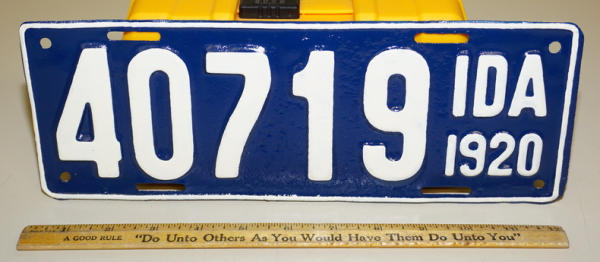 40719
IDA
1920
A GOOD RULE "Do Unto Others As You Would Have Them Do Unto You"